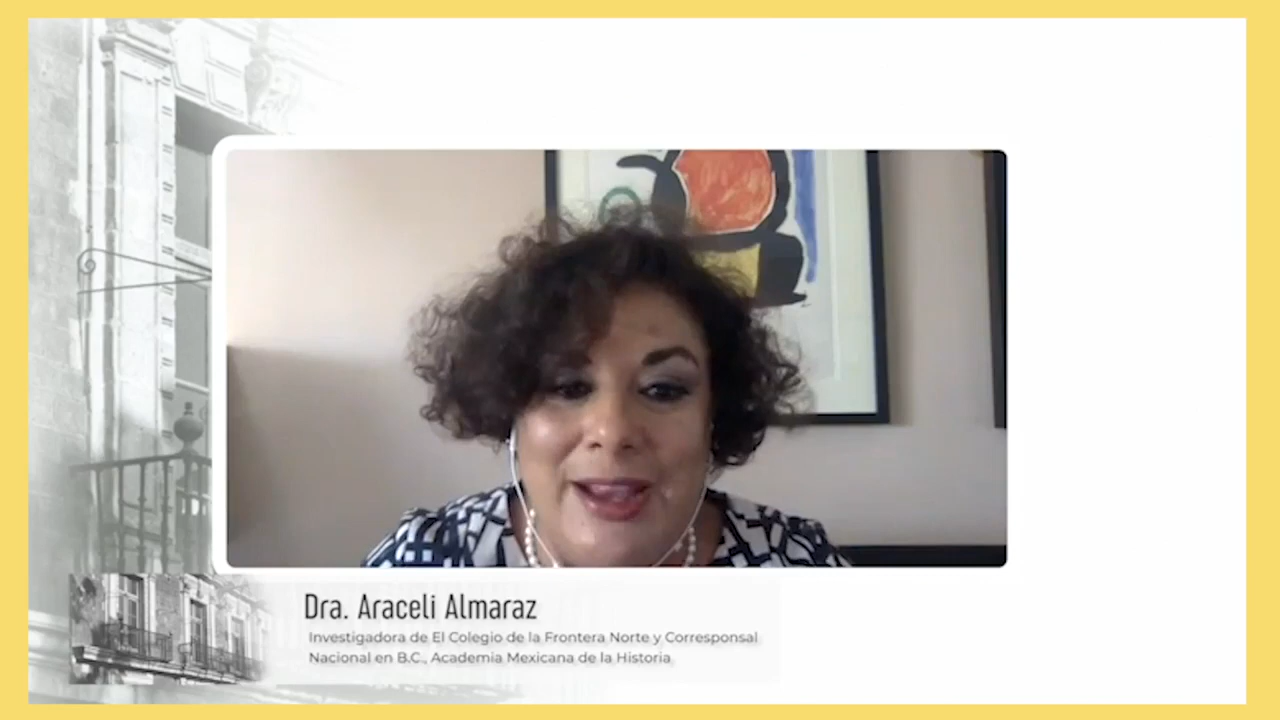 Dra. Araceli Almaraz
Investigadora de El Colegio de la Frontera Norte y Corresponsal
Nacional en B.C., Academia Mexicana de la Historia